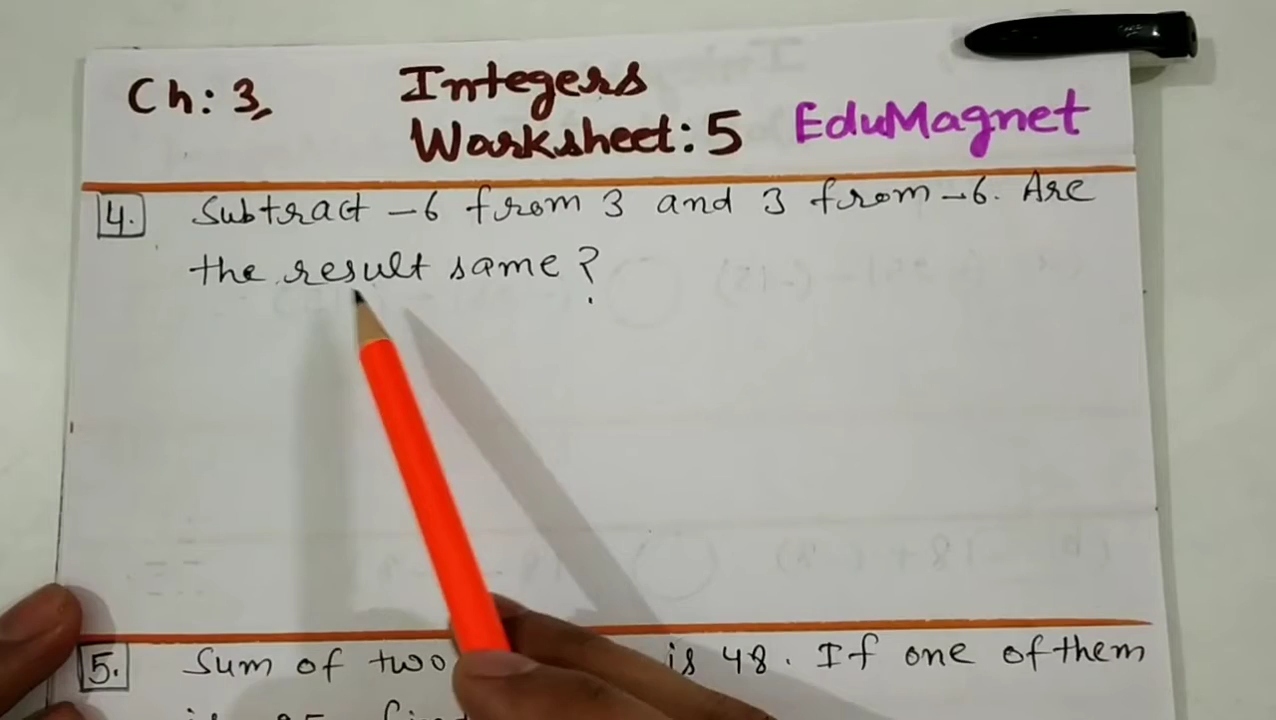 Ch: 3,
Integers
Worksheet: 5
EduMagnet
4. Subtract -6 from 3 and 3 from -6. Are
the result same?
5. Sum of two is 48. If one of them